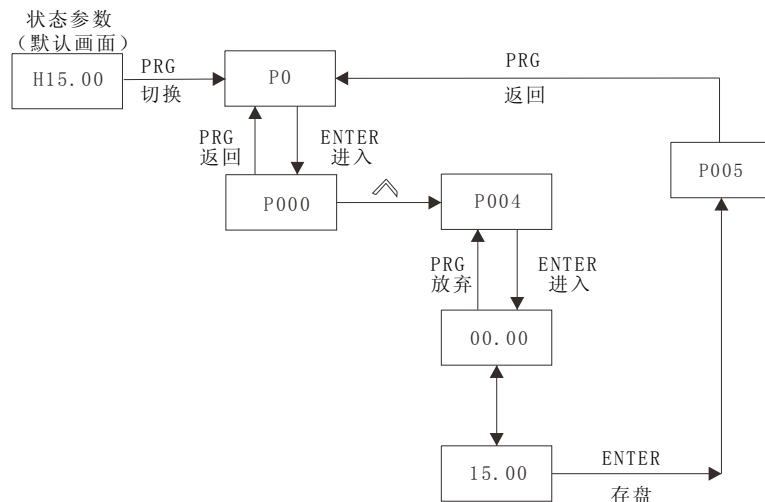 状态参数
（默认画面）
H15.00
PRG
切换
P0
PRG
返回
PRG
返回
ENTER
进入
P000
P004
P005
PRG
放弃
ENTER
进入
00.00
15.00
ENTER
存盘